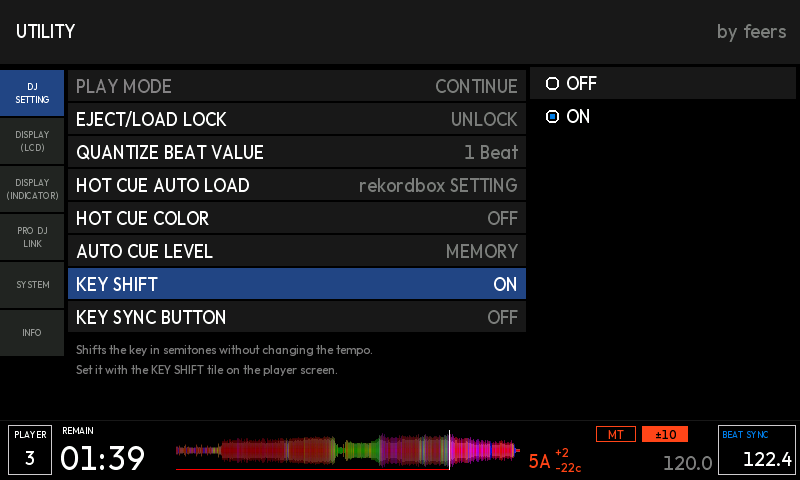 UTILITY
by feers
DJ
SETTING
DISPLAY
(LCD)
DISPLAY
(INDICATOR)
PRO DJ
LINK
SYSTEM
INFO
PLAY MODE CONTINUE
EJECT/LOAD LOCK UNLOCK
QUANTIZE BEAT VALUE 1 Beat
HOT CUE AUTO LOAD rekordbox SETTING
HOT CUE COLOR OFF
AUTO CUE LEVEL MEMORY
KEY SHIFT ON
KEY SYNC BUTTON OFF
Shifts the key in semitones without changing the tempo.
Set it with the KEY SHIFT tile on the player screen.
OFF
ON
PLAYER
3
REMAIN
01:39
5A +2
-22c
MT ±10
120.0
BEAT SYNC
122.4